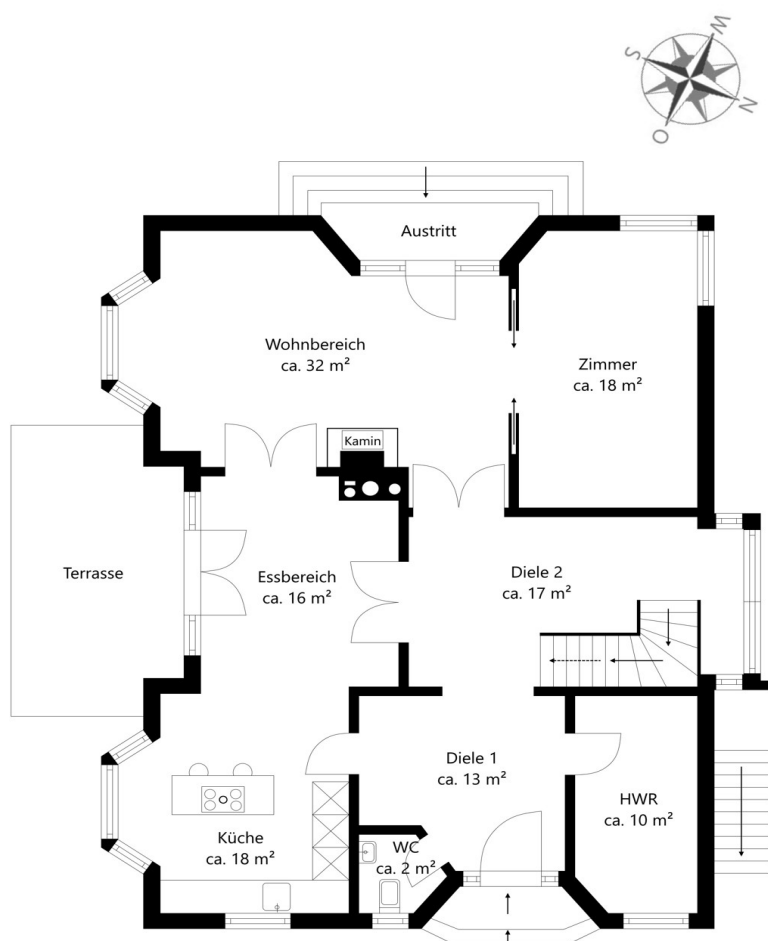 W
S
N
O
Austritt
Wohnbereich
ca. 32 m²
Zimmer
ca. 18 m²
Kamin
Terrasse
Essbereich
ca. 16 m²
Diele 2
ca. 17 m²
Diele 1
ca. 13 m²
HWR
ca. 10 m²
Küche
ca. 18 m²
WC
ca. 2 m²